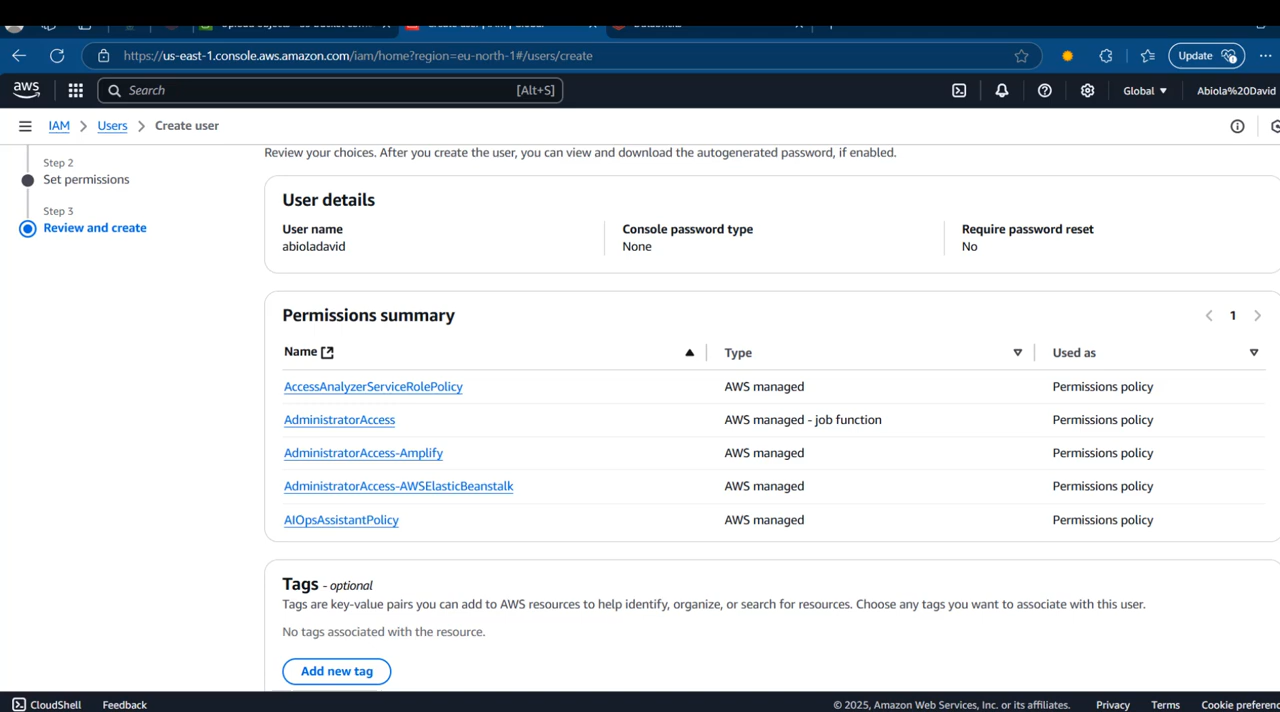 https://us-east-1.console.aws.amazon.com/iam/home?region=eu-north-1#/users/create
Update
aws
Search
[Alt+S]
Global
Abiola%20David
IAM
Users
Create user
Step 2
Set permissions
Step 3
Review and create
Review your choices. After you create the user, you can view and download the autogenerated password, if enabled.
User details
User name
abioladavid
Console password type
None
Require password reset
No
Permissions summary
1
Name
Type
Used as
AccessAnalyzerServiceRolePolicy
AWS managed
Permissions policy
AdministratorAccess
AWS managed - job function
Permissions policy
AdministratorAccess-Amplify
AWS managed
Permissions policy
AdministratorAccess-AWSElasticBeanstalk
AWS managed
Permissions policy
AIOpsAssistantPolicy
AWS managed
Permissions policy
Tags - optional
Tags are key-value pairs you can add to AWS resources to help identify, organize, or search for resources. Choose any tags you want to associate with this user.
No tags associated with the resource.
Add new tag
CloudShell
Feedback
© 2025, Amazon Web Services, Inc. or its affiliates.
Privacy
Terms
Cookie preferenc